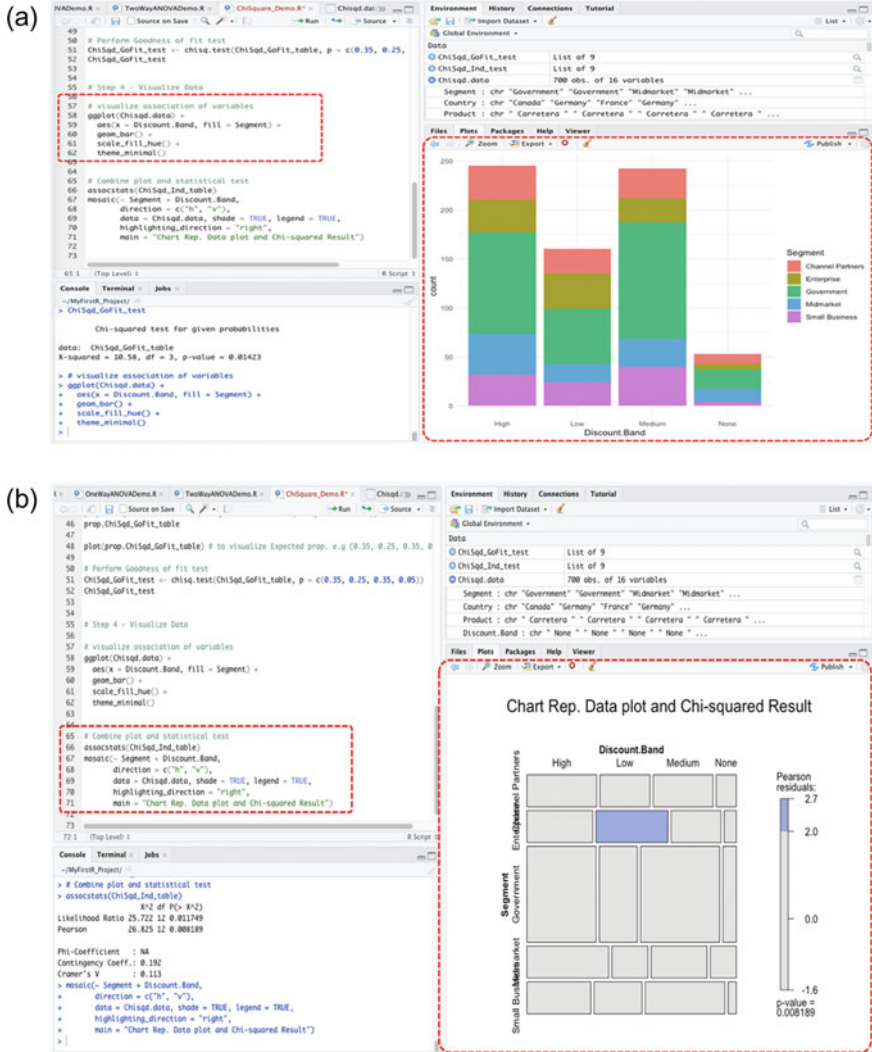 (a)
VADemo.R × TwoWayANOVADemo.R × ChiSquare_Demo.R* × Chisqd.dat
Source on Save Run Source
49
50 # Perform Goodness of fit test
51 ChiSqd_GoFit_test <- chisq.test(ChiSqd_GoFit_table, p = c(0.35, 0.25,
52 ChiSqd_GoFit_test
53
54
55 # Step 4 - Visualize Data
56
57 # visualize association of variables
58 ggplot(Chisqd.data) +
59 aes(x = Discount.Band, fill = Segment) +
60 geom_bar() +
61 scale_fill_hue() +
62 theme_minimal()
63
64
65 # Combine plot and statistical test
66 assocstats(ChiSqd_Ind_table)
67 mosaic(~ Segment + Discount.Band,
68 direction = c("h", "v"),
69 data = Chisqd.data, shade = TRUE, legend = TRUE,
70 highlighting_direction = "right",
71 main = "Chart Rep. Data plot and Chi-squared Result")
72
73
65:1 (Top Level) R Script
Console Terminal × Jobs ×
~/MyFirstR_Project/
> ChiSqd_GoFit_test
Chi-squared test for given probabilities
data: ChiSqd_GoFit_table
X-squared = 10.58, df = 3, p-value = 0.01423
> # visualize association of variables
> ggplot(Chisqd.data) +
+ aes(x = Discount.Band, fill = Segment) +
+ geom_bar() +
+ scale_fill_hue() +
+ theme_minimal()
>
Environment History Connections Tutorial
Import Dataset List
Global Environment
Data
ChiSqd_GoFit_test List of 9
ChiSqd_Ind_test List of 9
Chisqd.data 700 obs. of 16 variables
Segment : chr "Government" "Government" "Midmarket" "Midmarket" ...
Country : chr "Canada" "Germany" "France" "Germany" ...
Product : chr " Carretera " " Carretera " " Carretera " " Carretera " ...
Files Plots Packages Help Viewer
Zoom Export Publish
250
200
150
100
50
0
count
High Low Medium None
Discount.Band
Segment
Channel Partners
Enterprise
Government
Midmarket
Small Business
(b)
OneWayANOVADemo.R × TwoWayANOVADemo.R × ChiSquare_Demo.R* × Chisqd.
Source on Save Run Source
46 prop.ChiSqd_GoFit_table
47
48 plot(prop.ChiSqd_GoFit_table) # to visualize Expected prop. e.g (0.35, 0.25, 0.35, 0
49
50 # Perform Goodness of fit test
51 ChiSqd_GoFit_test <- chisq.test(ChiSqd_GoFit_table, p = c(0.35, 0.25, 0.35, 0.05))
52 ChiSqd_GoFit_test
53
54
55 # Step 4 - Visualize Data
56
57 # visualize association of variables
58 ggplot(Chisqd.data) +
59 aes(x = Discount.Band, fill = Segment) +
60 geom_bar() +
61 scale_fill_hue() +
62 theme_minimal()
63
64
65 # Combine plot and statistical test
66 assocstats(ChiSqd_Ind_table)
67 mosaic(~ Segment + Discount.Band,
68 direction = c("h", "v"),
69 data = Chisqd.data, shade = TRUE, legend = TRUE,
70 highlighting_direction = "right",
71 main = "Chart Rep. Data plot and Chi-squared Result")
72
73
72:1 (Top Level) R Script
Console Terminal × Jobs ×
~/MyFirstR_Project/
> # Combine plot and statistical test
> assocstats(ChiSqd_Ind_table)
X^2 df P(> X^2)
Likelihood Ratio 25.722 12 0.011749
Pearson 26.825 12 0.008189
Phi-Coefficient : NA
Contingency Coeff.: 0.192
Cramer's V : 0.113
> mosaic(~ Segment + Discount.Band,
+ direction = c("h", "v"),
+ data = Chisqd.data, shade = TRUE, legend = TRUE,
+ highlighting_direction = "right",
+ main = "Chart Rep. Data plot and Chi-squared Result")
>
Environment History Connections Tutorial
Import Dataset List
Global Environment
Data
ChiSqd_GoFit_test List of 9
ChiSqd_Ind_test List of 9
Chisqd.data 700 obs. of 16 variables
Segment : chr "Government" "Government" "Midmarket" "Midmarket" ...
Country : chr "Canada" "Germany" "France" "Germany" ...
Product : chr " Carretera " " Carretera " " Carretera " " Carretera " ...
Discount.Band : chr " None " " None " " None " " None " ...
Files Plots Packages Help Viewer
Zoom Export Publish
Chart Rep. Data plot and Chi-squared Result
Discount.Band
High Low Medium None
Segment
Channel Partners
Enterprise
Government
Midmarket
Small Business
Pearson
residuals:
2.7
2.0
0.0
-1.6
p-value =
0.008189